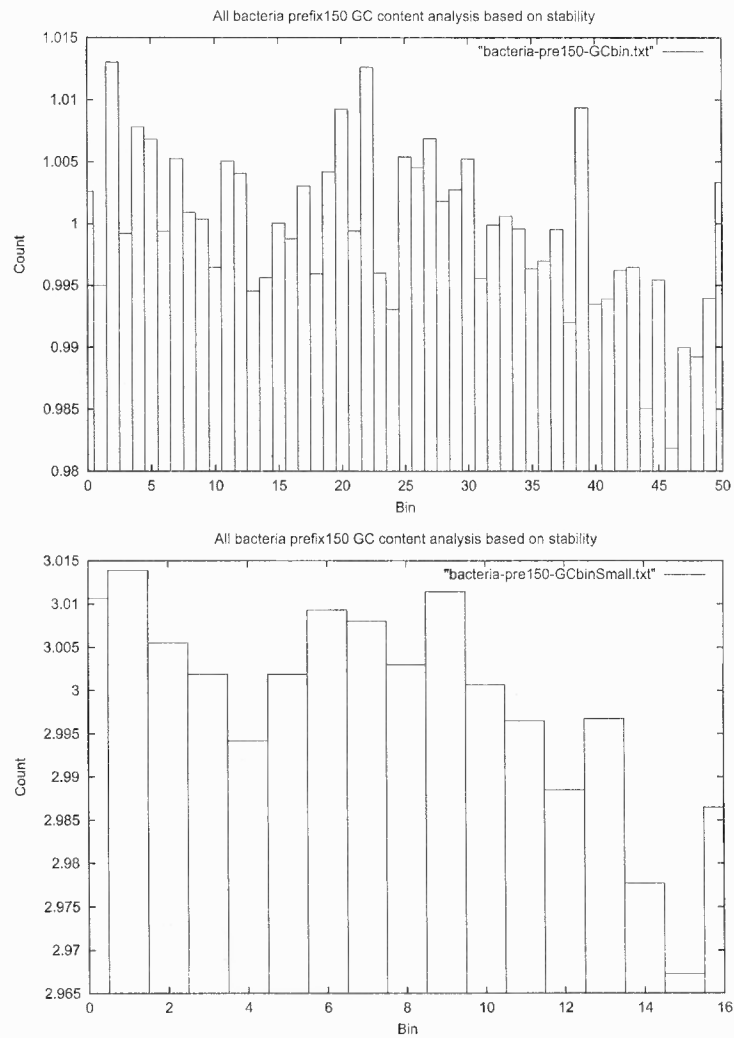 All bacteria prefix150 GC content analysis based on stability
1.015
"bacteria-pre150-GCbin.txt"
1.01
1.005
1
Count
0.995
0.99
0.985
0.98
0 5 10 15 20 25 30 35 40 45 50
Bin
All bacteria prefix150 GC content analysis based on stability
3.015
"bacteria-pre150-GCbinSmall.txt"
3.01
3.005
3
2.995
2.99
Count
2.985
2.98
2.975
2.97
2.965
0 2 4 6 8 10 12 14 16
Bin